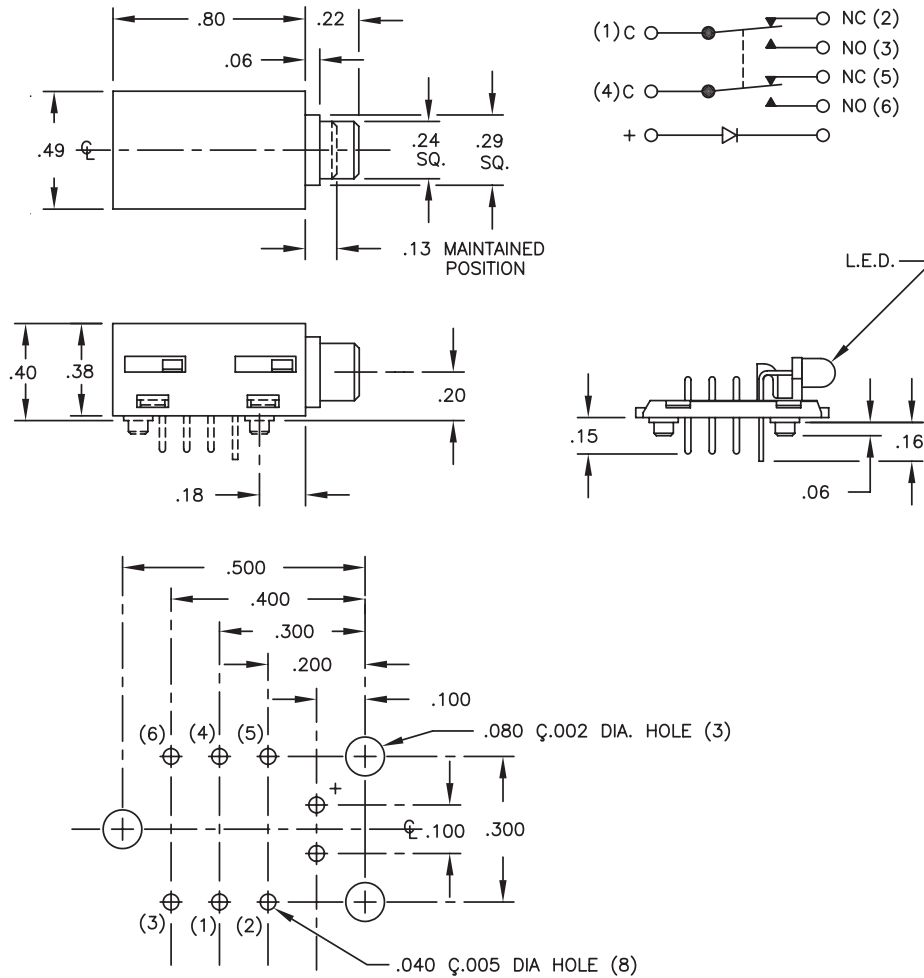 .80
.22
.06
.49 ℄
.24
SQ.
.29
SQ.
.13 MAINTAINED
POSITION
(1) C
NC (2)
NO (3)
(4) C
NC (5)
NO (6)
+
.40
.38
.20
.18
L.E.D.
.15
.16
.06
.500
.400
.300
.200
.100
.080 Ç.002 DIA. HOLE (3)
(6)
(4)
(5)
+
℄ .100
.300
(3)
(1)
(2)
.040 Ç.005 DIA HOLE (8)